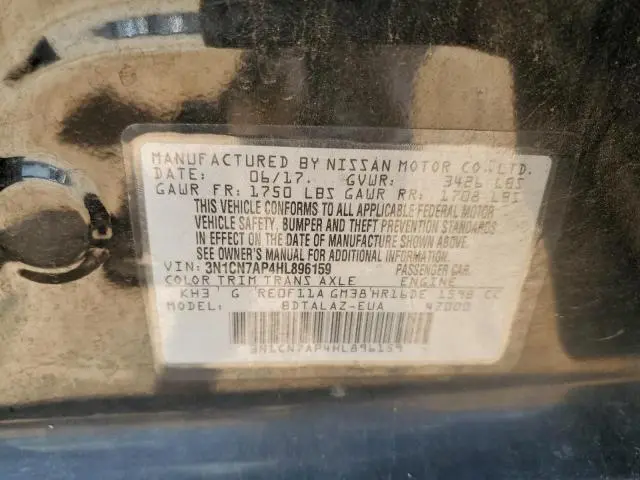 MANUFACTURED BY NISSAN MOTOR CO., LTD.
DATE: 06/17. GVWR: 3426 LBS
GAWR FR: 1750 LBS GAWR RR: 1708 LBS
THIS VEHICLE CONFORMS TO ALL APPLICABLE FEDERAL MOTOR
VEHICLE SAFETY, BUMPER AND THEFT PREVENTION STANDARDS
IN EFFECT ON THE DATE OF MANUFACTURE SHOWN ABOVE.
SEE OWNER'S MANUAL FOR ADDITIONAL INFORMATION.
VIN: 3N1CN7AP4HL896159 PASSENGER CAR.
COLOR TRIM TRANS AXLE ENGINE
KH3 G RE0F11A GM38 HR16DE 1598 CC
MODEL: BDTALAZ-EUA N7000
3N1CN7AP4HL896159